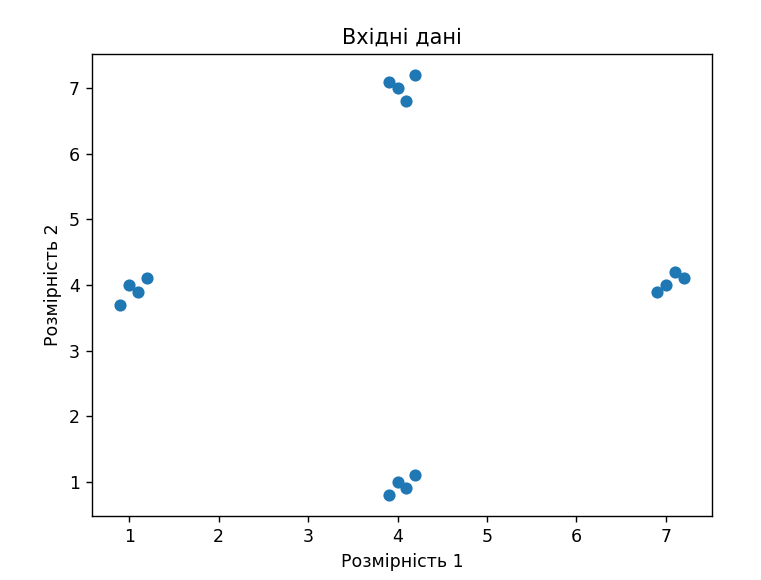 Вхідні дані
Розмірність 2
7
6
5
4
3
2
1
1 2 3 4 5 6 7
Розмірність 1